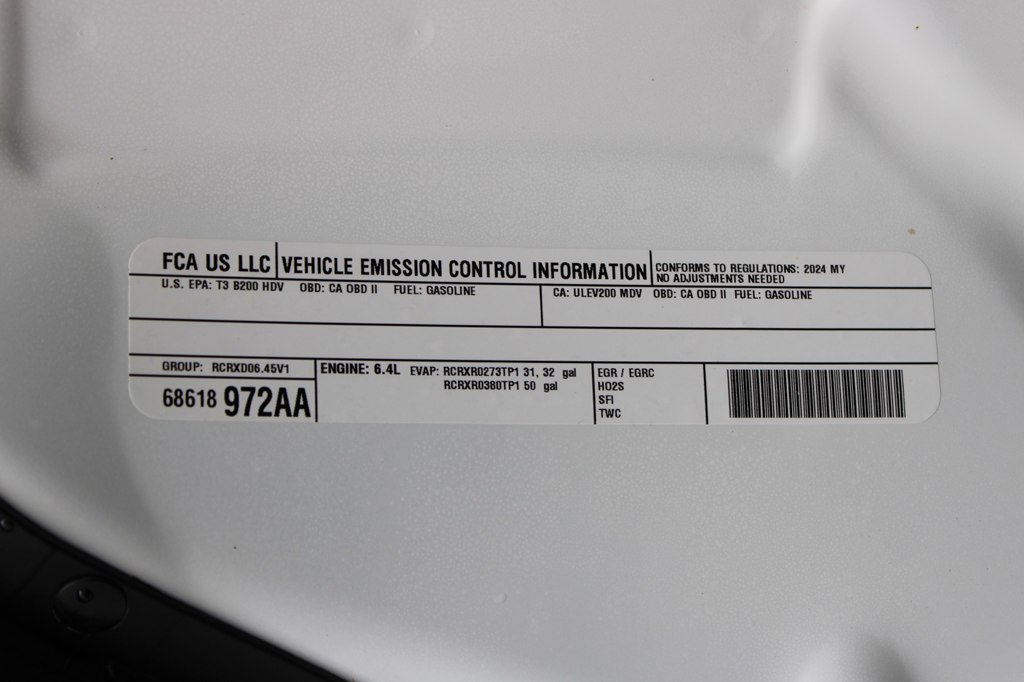 FCA US LLC VEHICLE EMISSION CONTROL INFORMATION CONFORMS TO REGULATIONS: 2024 MY
NO ADJUSTMENTS NEEDED
U.S. EPA: T3 B200 HDV OBD: CA OBD II FUEL: GASOLINE CA: ULEV200 MDV OBD: CA OBD II FUEL: GASOLINE
GROUP: RCRXD06.45V1
68618 972AA
ENGINE: 6.4L EVAP: RCRXR0273TP1 31, 32 gal
RCRXR0380TP1 50 gal
EGR / EGRC
HO2S
SFI
TWC